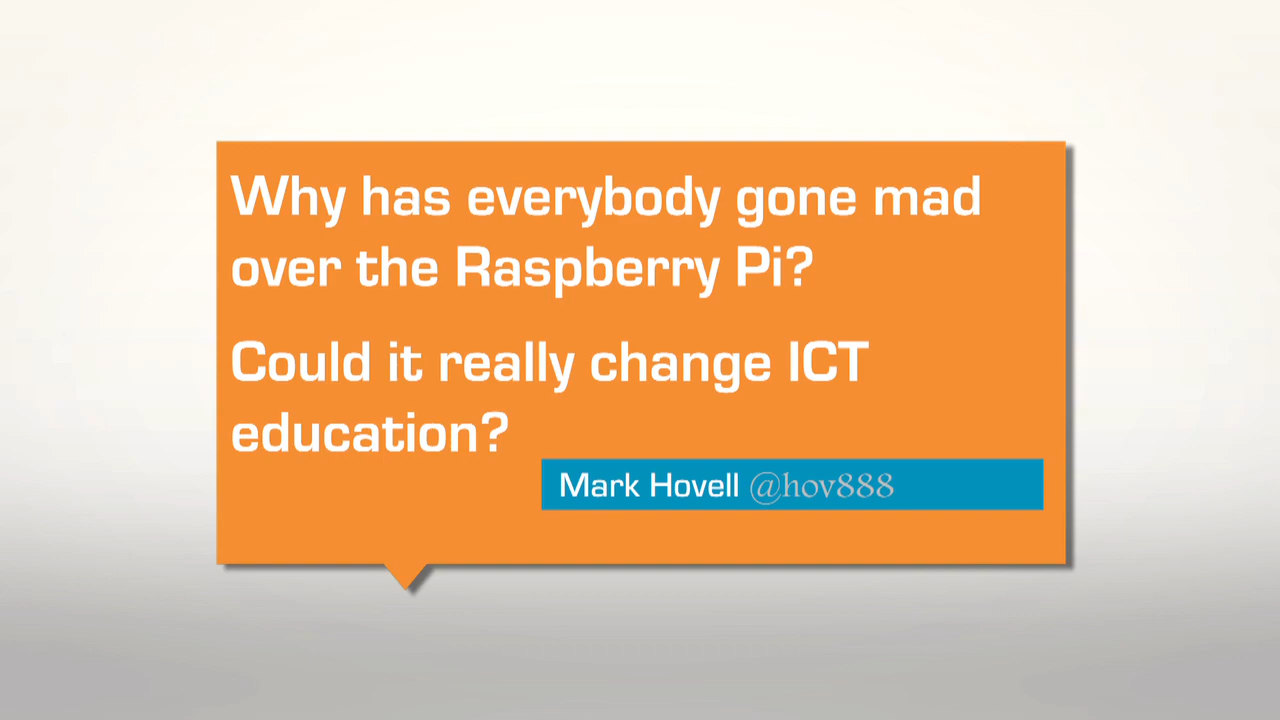 Why has everybody gone mad
over the Raspberry Pi?
Could it really change ICT
education?
Mark Hovell @hov888